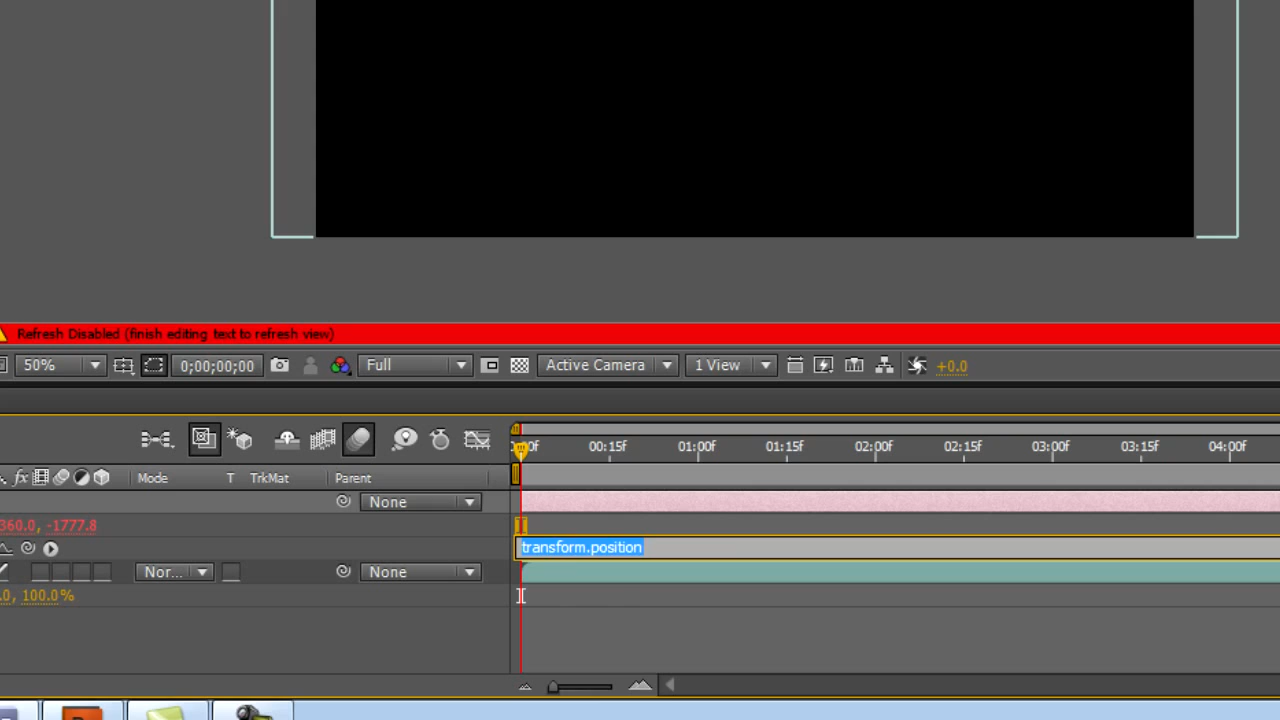 Refresh Disabled (finish editing text to refresh view)
50% 0;00;00;00 Full Active Camera 1 View +0.0
00:15f 01:00f 01:15f 02:00f 02:15f 03:00f 03:15f 04:00f
fx Mode T TrkMat Parent
None
360.0, -1777.8
transform.position
Nor... None
.0, 100.0%